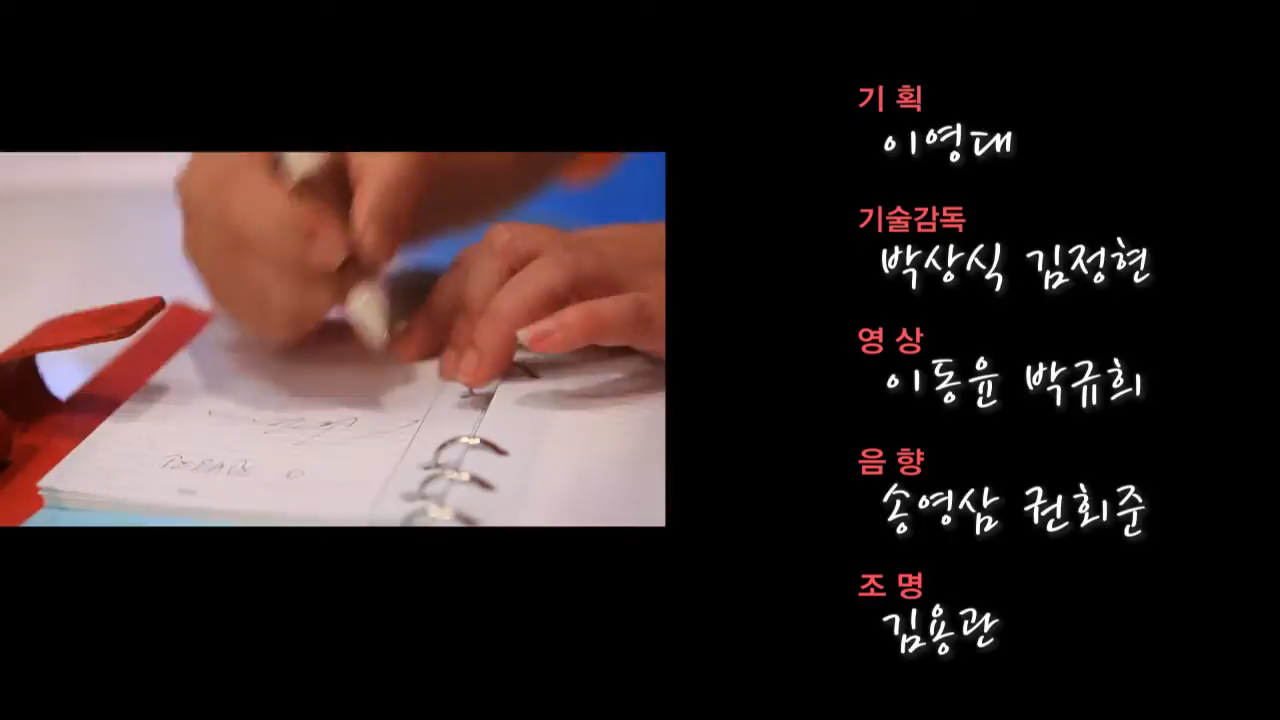 기 획
이영대
기술감독
박상식 김정현
영 상
이동윤 박규희
음 향
송영삼 권회준
조 명
김용관